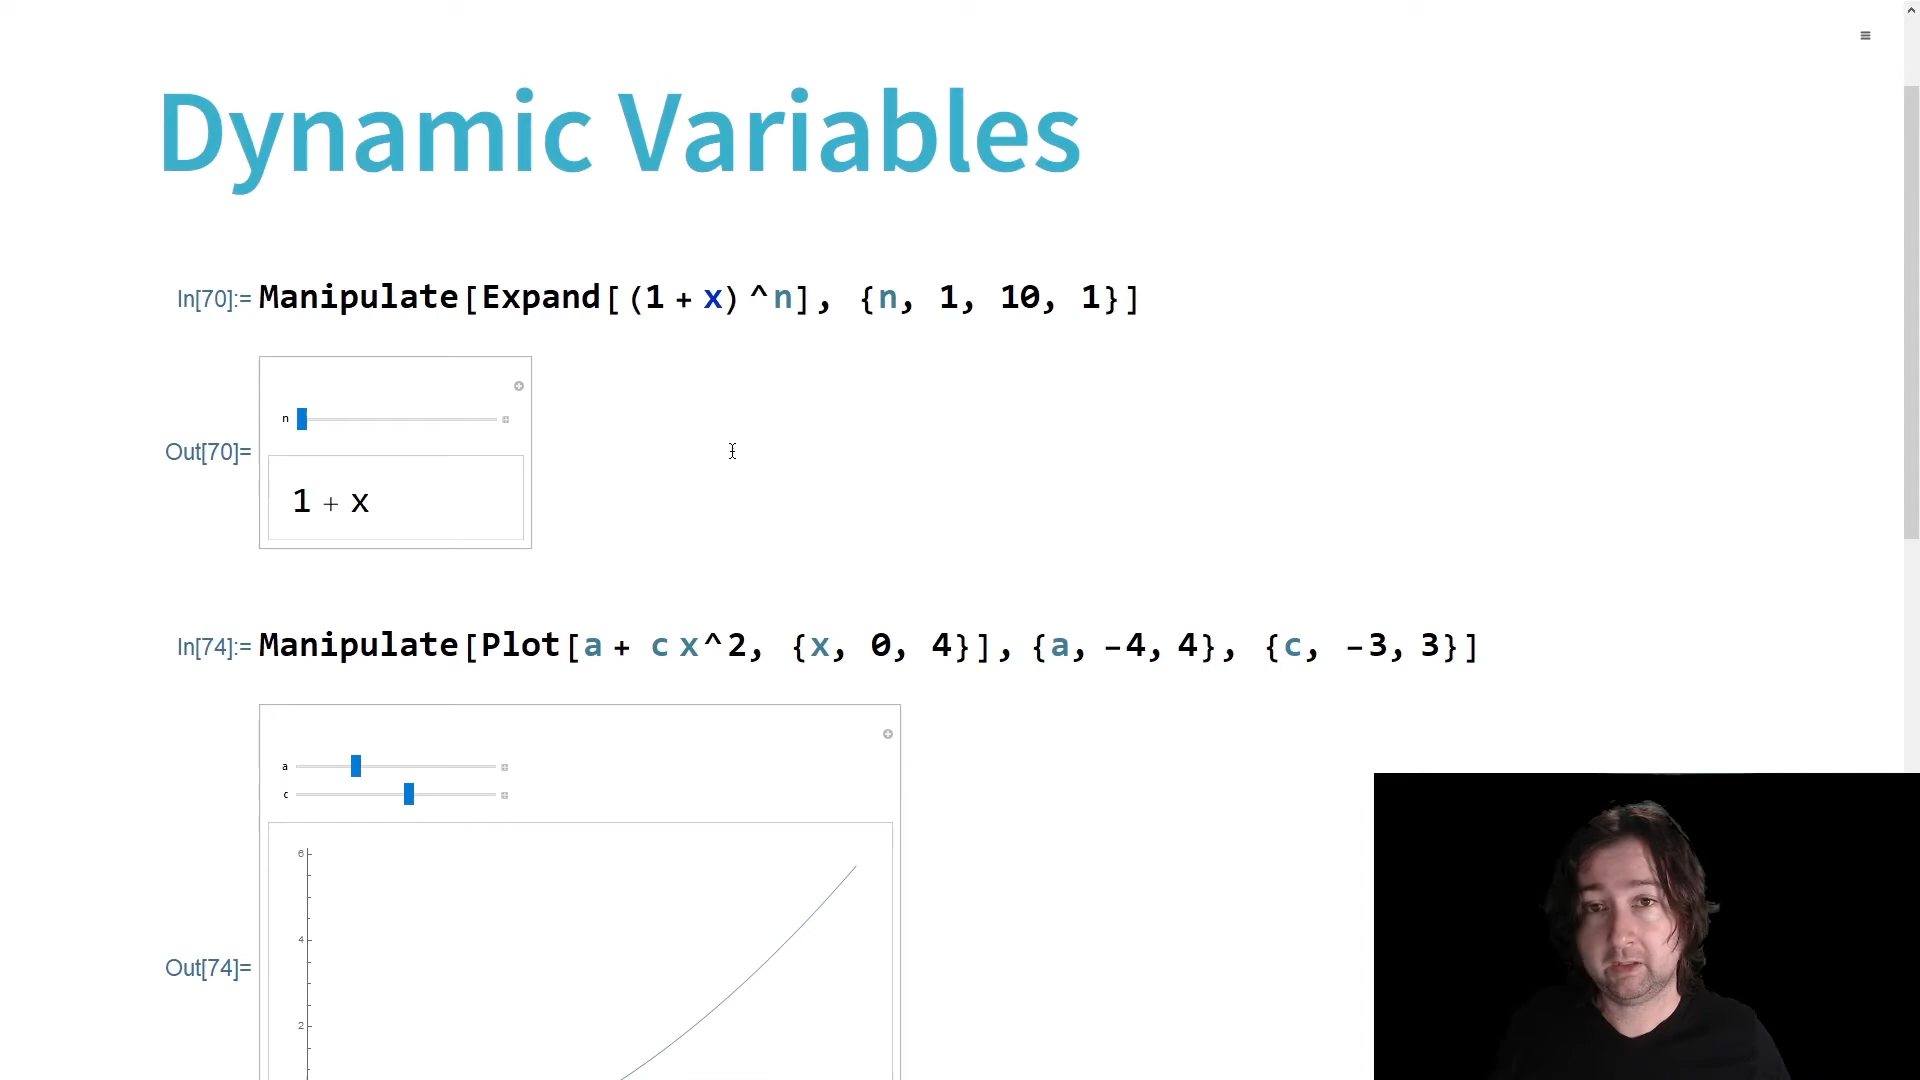 Dynamic Variables
In[70]:= Manipulate[Expand[(1 + x)^n], {n, 1, 10, 1}]
n
Out[70]=
1 + x
In[74]:= Manipulate[Plot[a + c x^2, {x, 0, 4}], {a, -4, 4}, {c, -3, 3}]
a
c
6
4
Out[74]=
2